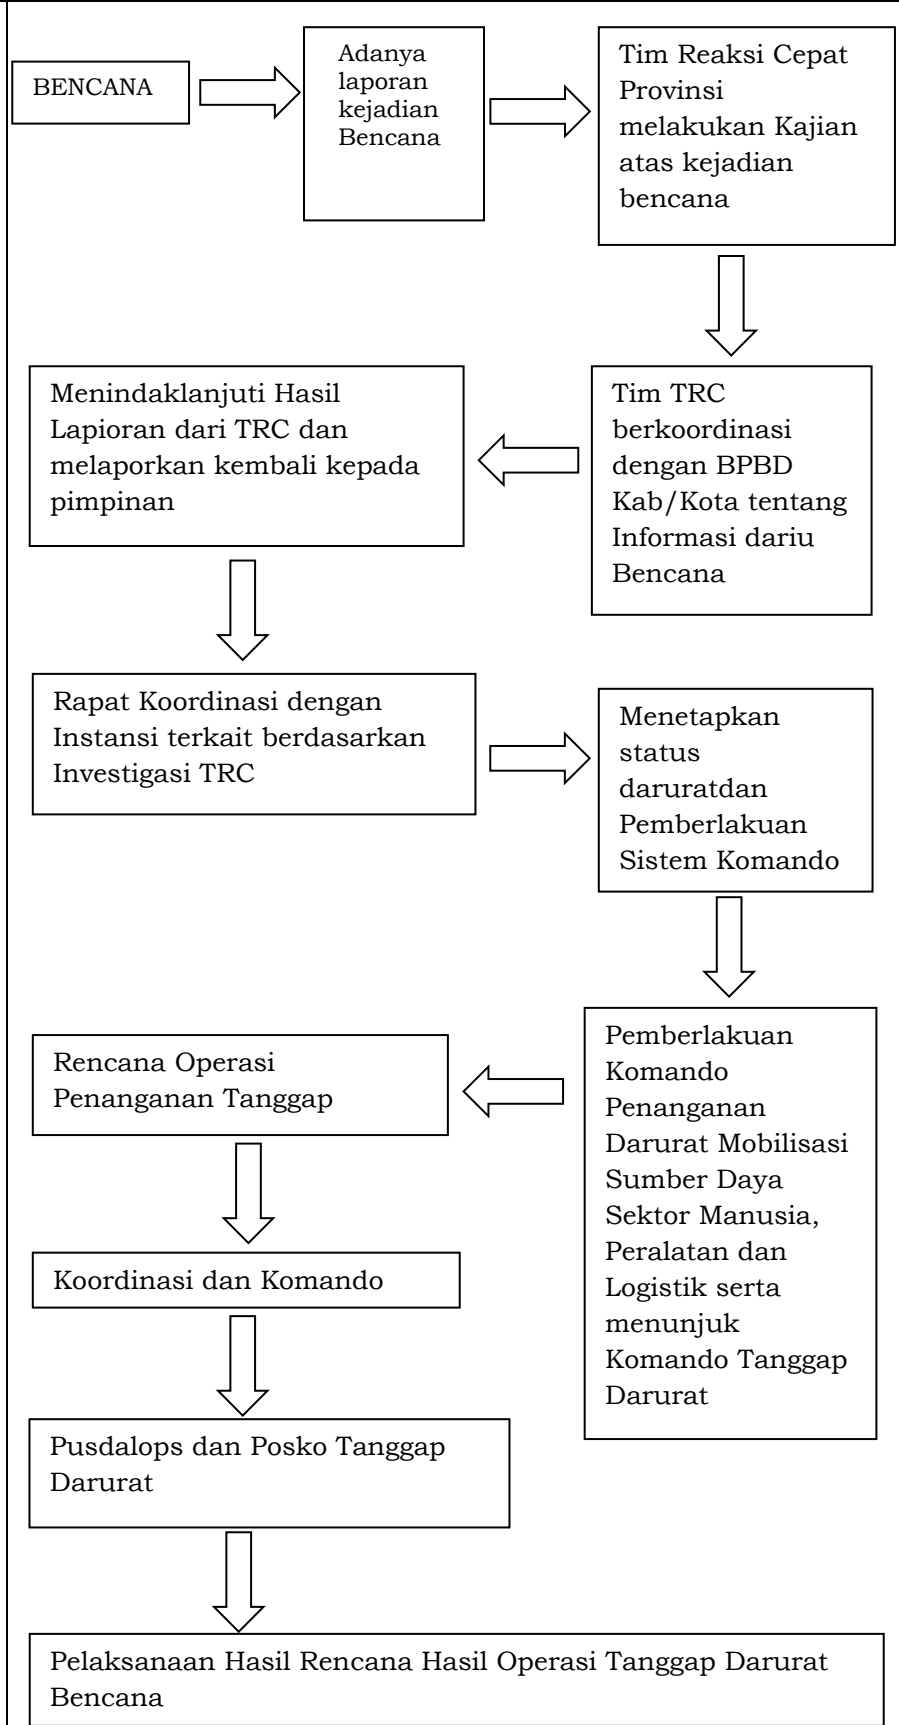 BENCANA
Adanya
laporan
kejadian
Bencana
Tim Reaksi Cepat
Provinsi
melakukan Kajian
atas kejadian
bencana
Tim TRC
berkoordinasi
dengan BPBD
Kab/Kota tentang
Informasi dariu
Bencana
Menindaklanjuti Hasil
Lapioran dari TRC dan
melaporkan kembali kepada
pimpinan
Rapat Koordinasi dengan
Instansi terkait berdasarkan
Investigasi TRC
Menetapkan
status
daruratdan
Pemberlakuan
Sistem Komando
Pemberlakuan
Komando
Penanganan
Darurat Mobilisasi
Sumber Daya
Sektor Manusia,
Peralatan dan
Logistik serta
menunjuk
Komando Tanggap
Darurat
Rencana Operasi
Penanganan Tanggap
Koordinasi dan Komando
Pusdalops dan Posko Tanggap
Darurat
Pelaksanaan Hasil Rencana Hasil Operasi Tanggap Darurat
Bencana